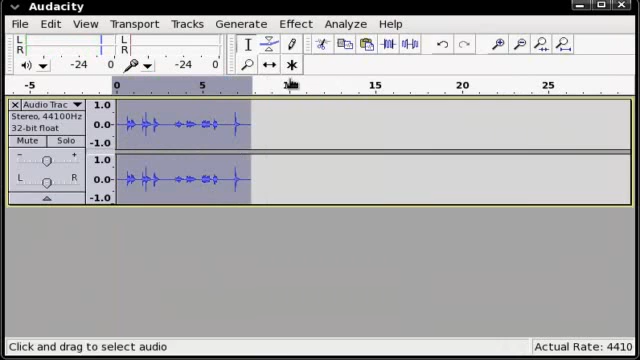 Audacity
File Edit View Transport Tracks Generate Effect Analyze Help
L
R
L
R
-24 0 -24 0
-5 0 5 15 20 25
Audio Trac 1.0
Stereo, 44100Hz
32-bit float 0.0
Mute Solo -1.0
- + 1.0
L R 0.0
-1.0
Click and drag to select audio Actual Rate: 4410